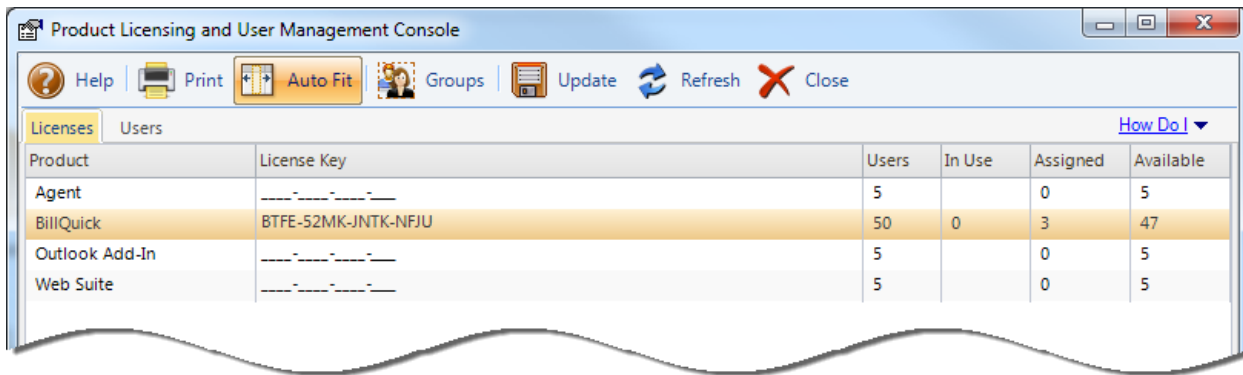 Product Licensing and User Management Console
Help Print Auto Fit Groups Update Refresh Close
Licenses Users How Do I
Product License Key Users In Use Assigned Available
Agent ____-____-____-____ 5 0 5
BillQuick BTFE-52MK-JNTK-NFJU 50 0 3 47
Outlook Add-In ____-____-____-____ 5 0 5
Web Suite ____-____-____-____ 5 0 5